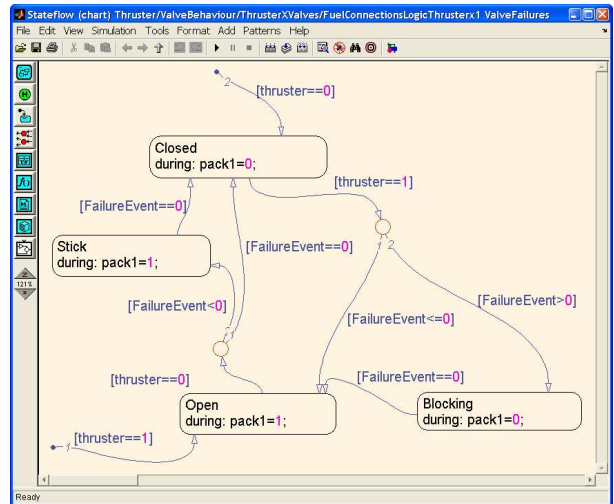 StateFlow (chart) Thruster/ValveBehaviour/ThrusterXValves/FuelConnectionsLogicThrusterx1 ValveFailures
File Edit View Simulation Tools Format Add Patterns Help
2
[thruster==0]
Closed
during: pack1=0;
[thruster==1]
[FailureEvent==0]
[FailureEvent==0]
1 2
Stick
during: pack1=1;
121%
[FailureEvent<0]
[FailureEvent>0]
[FailureEvent<=0]
2 1
[thruster==0]
[FailureEvent==0]
Open
during: pack1=1;
Blocking
during: pack1=0;
[thruster==1]
1
Ready